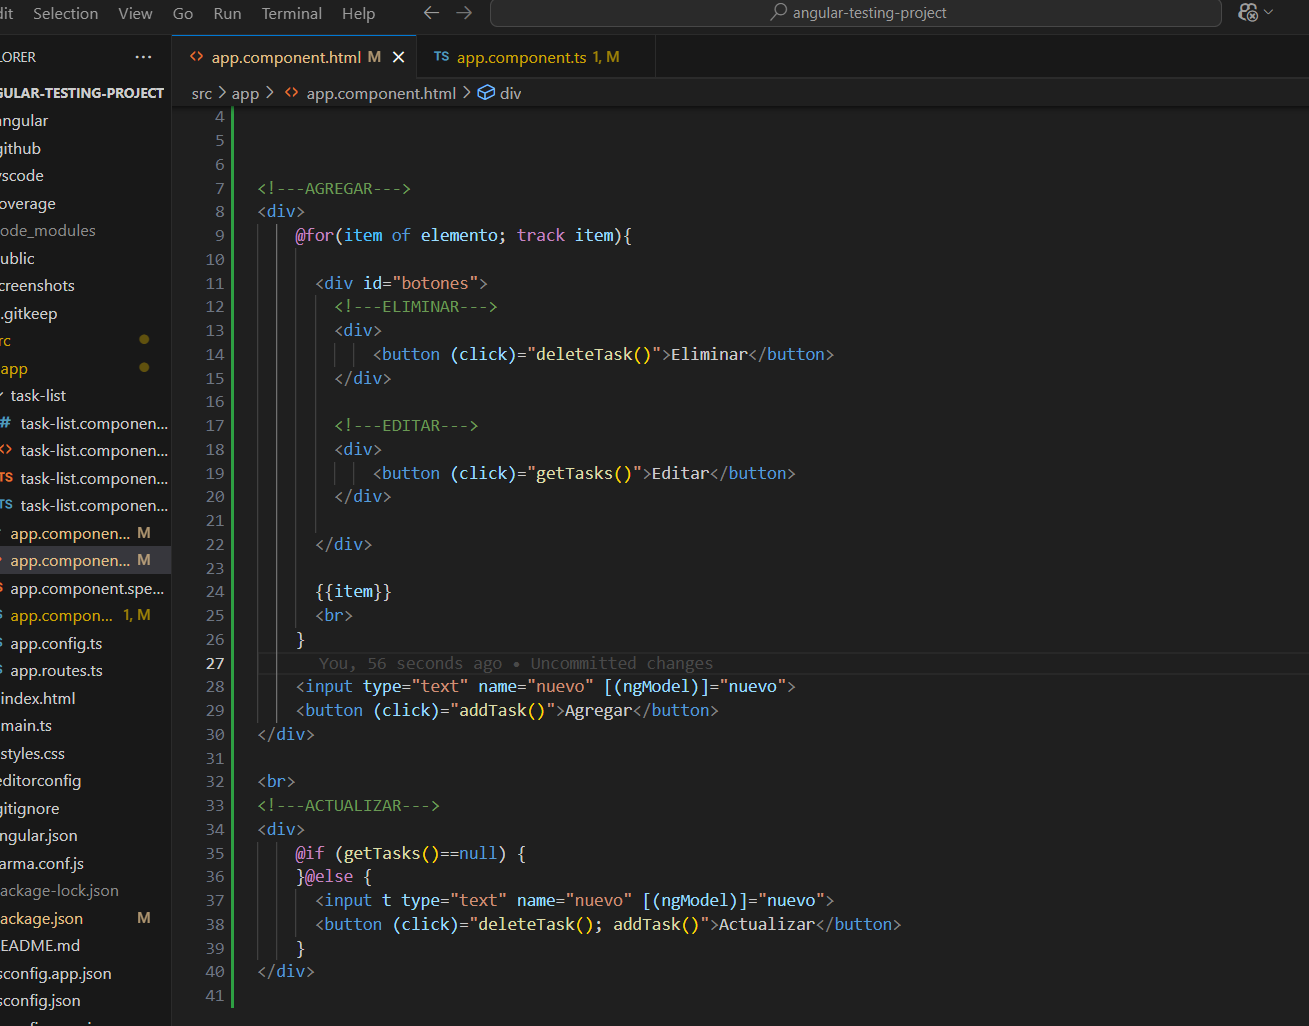 dit Selection View Go Run Terminal Help angular-testing-project
LORER ...
app.component.html M
TS app.component.ts 1, M
src > app > app.component.html > div
GULAR-TESTING-PROJECT
angular
github
vscode
overage
ode_modules
ublic
creenshots
.gitkeep
rc
app
task-list
# task-list.componen...
<> task-list.componen...
TS task-list.componen...
TS task-list.componen...
app.componen... M
app.componen... M
app.component.spe...
app.compon... 1, M
app.config.ts
app.routes.ts
index.html
main.ts
styles.css
editorconfig
gitignore
ngular.json
arma.conf.js
ackage-lock.json
ackage.json M
EADME.md
sconfig.app.json
sconfig.json
4
5
6
7 <!---AGREGAR--->
8 <div>
9 @for(item of elemento; track item){
10
11 <div id="botones">
12 <!---ELIMINAR--->
13 <div>
14 <button (click)="deleteTask()">Eliminar</button>
15 </div>
16
17 <!---EDITAR--->
18 <div>
19 <button (click)="getTasks()">Editar</button>
20 </div>
21
22 </div>
23
24 {{item}}
25 <br>
26 }
27 You, 56 seconds ago • Uncommitted changes
28 <input type="text" name="nuevo" [(ngModel)]="nuevo">
29 <button (click)="addTask()">Agregar</button>
30 </div>
31
32 <br>
33 <!---ACTUALIZAR--->
34 <div>
35 @if (getTasks()==null) {
36 }@else {
37 <input t type="text" name="nuevo" [(ngModel)]="nuevo">
38 <button (click)="deleteTask(); addTask()">Actualizar</button>
39 }
40 </div>
41